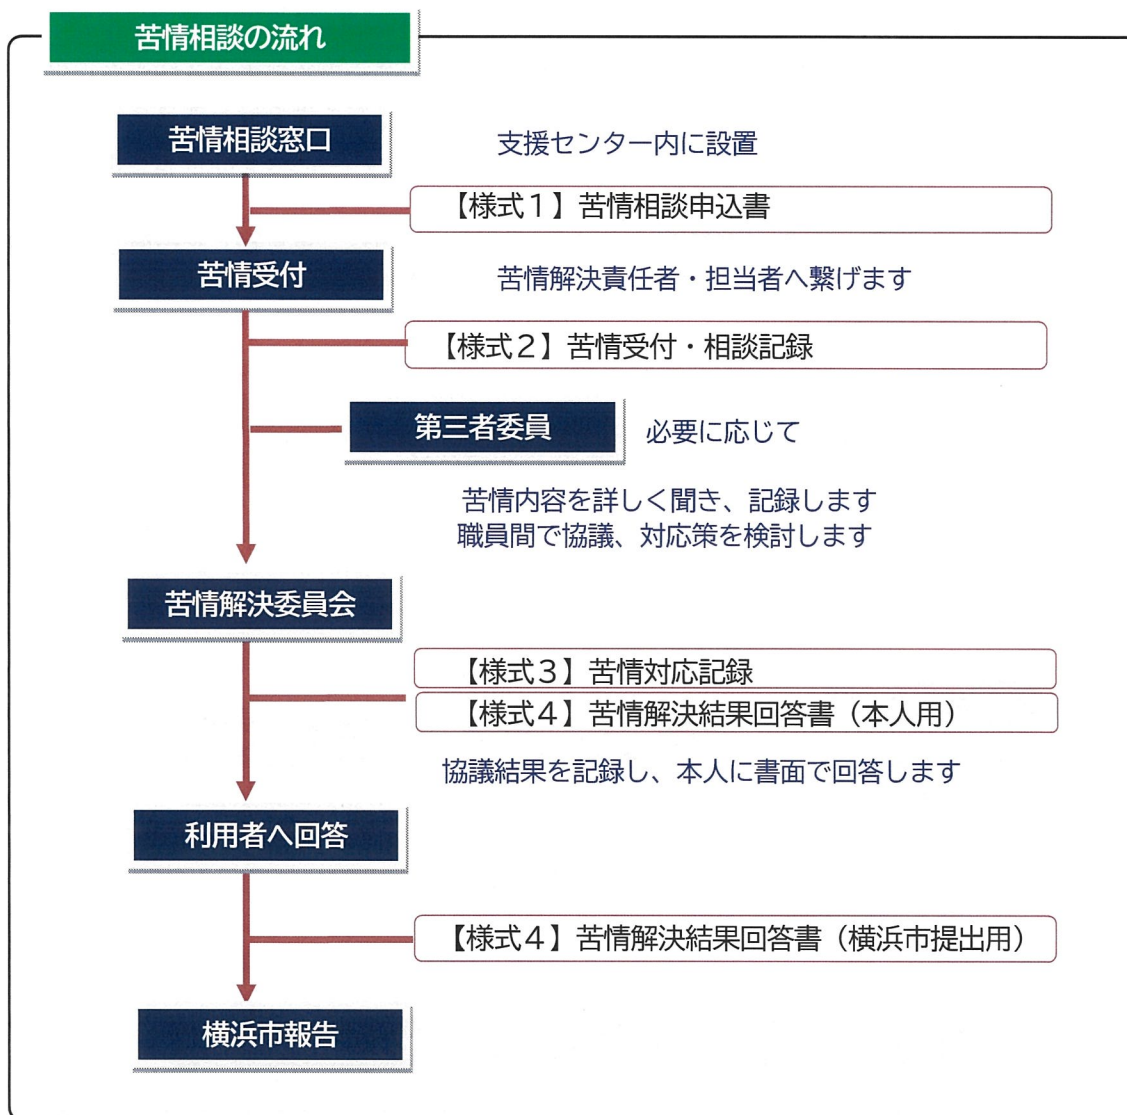 苦情相談の流れ
苦情相談窓口
支援センター内に設置
【様式１】苦情相談申込書
苦情受付
苦情解決責任者・担当者へ繋げます
【様式２】苦情受付・相談記録
第三者委員
必要に応じて
苦情内容を詳しく聞き、記録します
職員間で協議、対応策を検討します
苦情解決委員会
【様式３】苦情対応記録
【様式４】苦情解決結果回答書（本人用）
協議結果を記録し、本人に書面で回答します
利用者へ回答
【様式４】苦情解決結果回答書（横浜市提出用）
横浜市報告